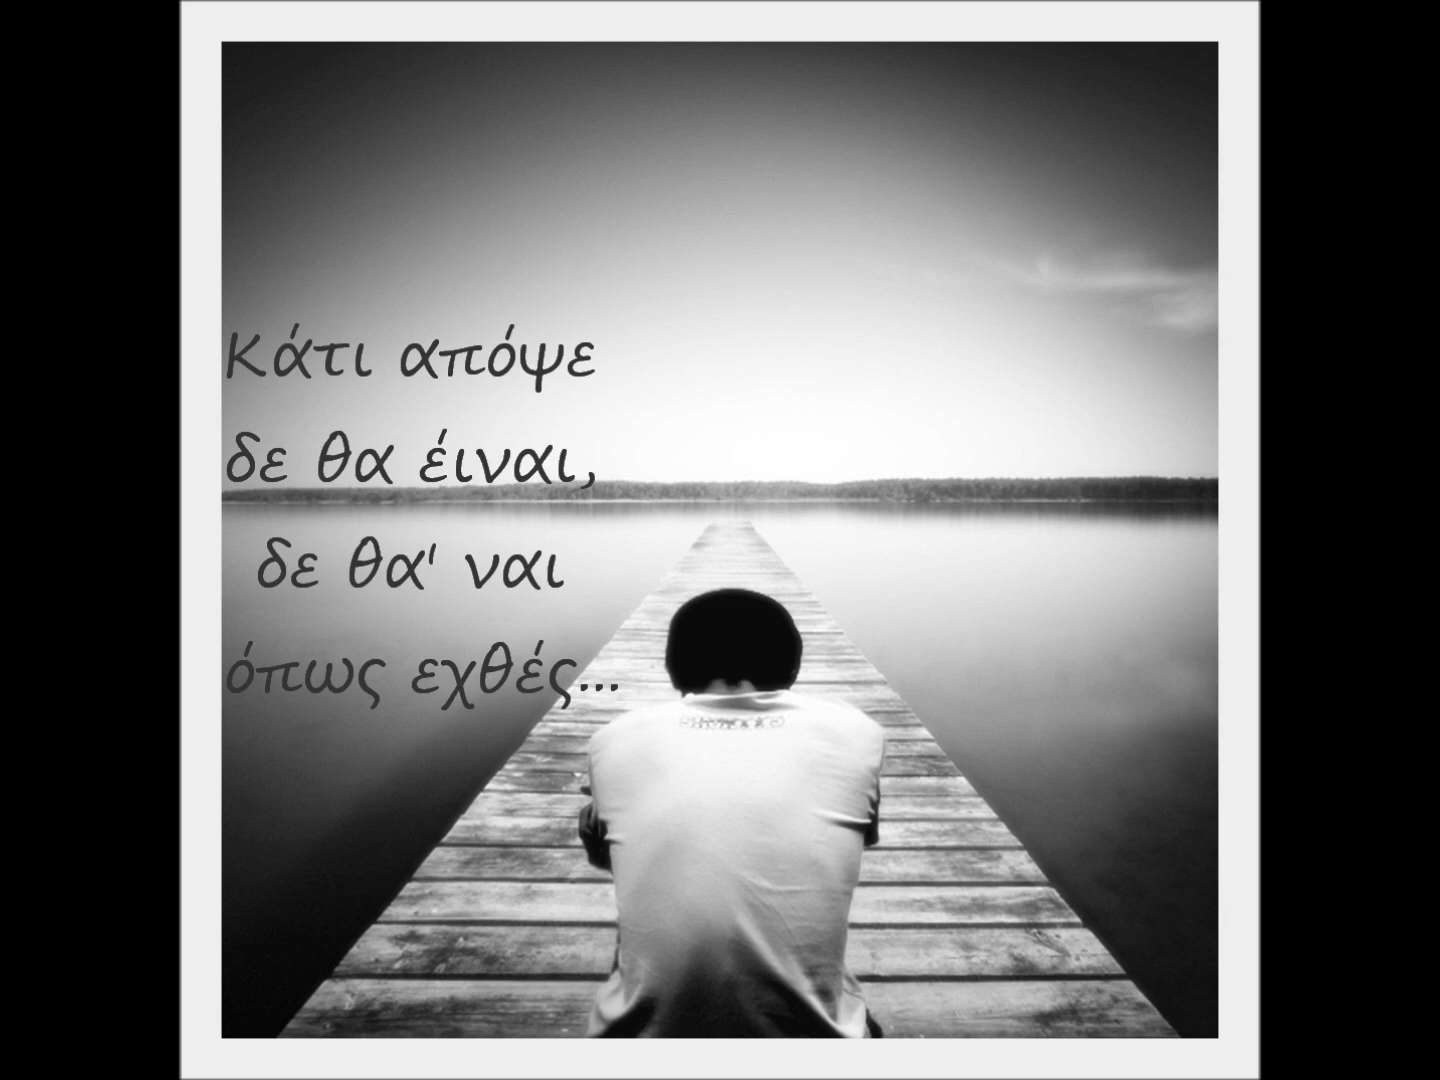 Κάτι απόψε
δε θα έιναι,
δε θα' ναι
όπως εχθές...